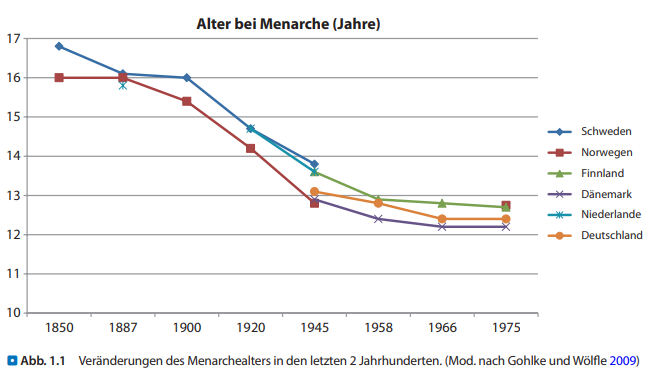 Alter bei Menarche (Jahre)
17
16
15
14
13
12
11
10
1850 1887 1900 1920 1945 1958 1966 1975
Schweden
Norwegen
Finnland
Dänemark
Niederlande
Deutschland
Abb. 1.1 Veränderungen des Menarchealters in den letzten 2 Jahrhunderten. (Mod. nach Gohlke und Wölfle 2009)